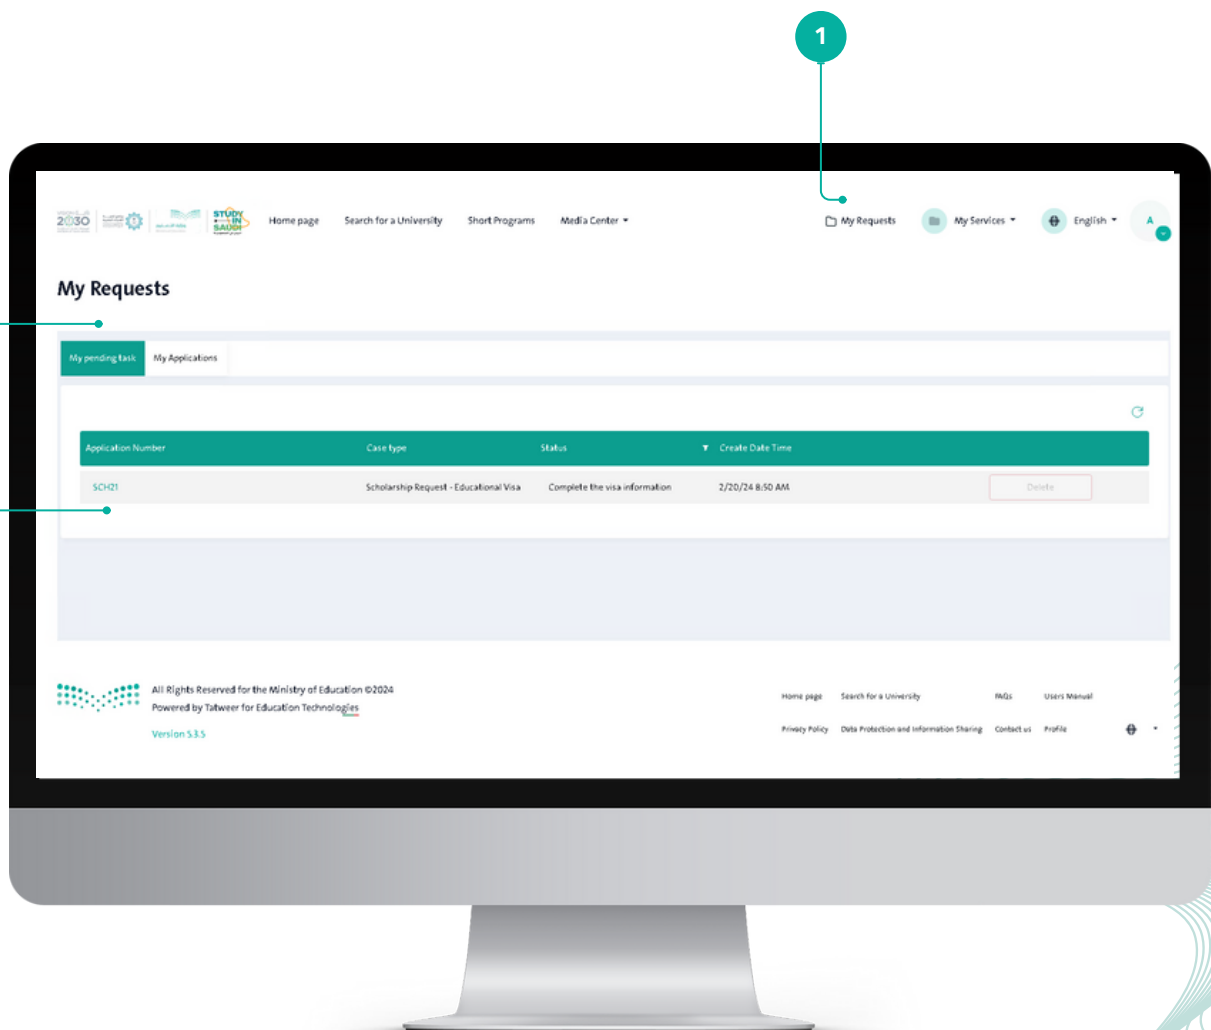 1
2030
STUDY
IN
SAUDI
Home page
Search for a University
Short Programs
Media Center
My Requests
My Services
English
A
My Requests
My pending task
My Applications
Application Number
Case type
Status
Create Date Time
SCH21
Scholarship Request - Educational Visa
Complete the visa information
2/20/24 8:50 AM
Delete
All Rights Reserved for the Ministry of Education ©2024
Powered by Tatweer for Education Technologies
Version 5.3.5
Home page
Search for a University
FAQs
Users Manual
Privacy Policy
Data Protection and Information Sharing
Contact us
Profile